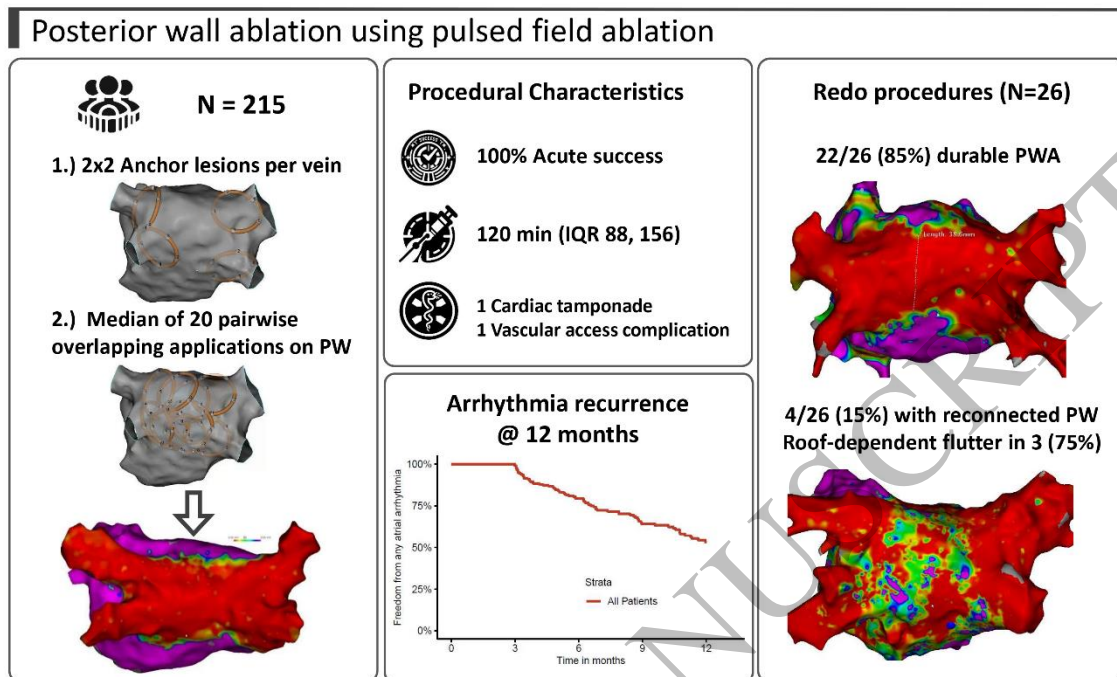 Posterior wall ablation using pulsed field ablation
N = 215
1.) 2x2 Anchor lesions per vein
2.) Median of 20 pairwise
overlapping applications on PW
Procedural Characteristics
100% Acute success
120 min (IQR 88, 156)
1 Cardiac tamponade
1 Vascular access complication
Arrhythmia recurrence
@ 12 months
Freedom from any atrial arrhythmia
100%
75%
50%
25%
0%
Strata
All Patients
0 3 6 9 12
Time in months
Redo procedures (N=26)
22/26 (85%) durable PWA
4/26 (15%) with reconnected PW
Roof-dependent flutter in 3 (75%)
NUSCRIPT